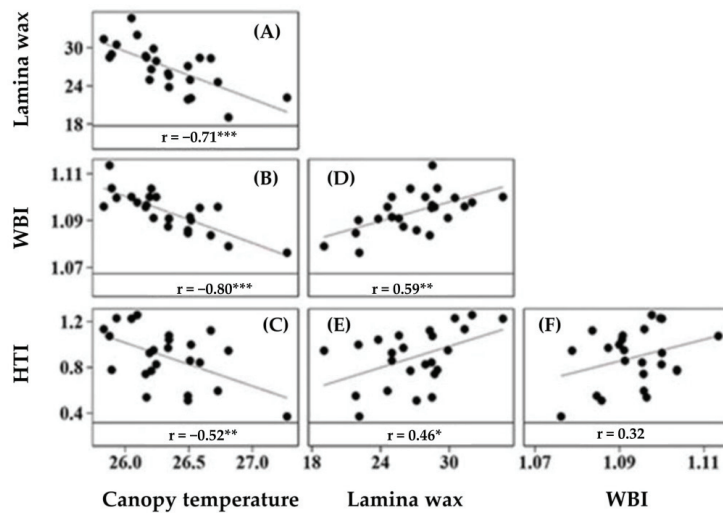 Lamina wax
30
24
18
(A)
r = −0.71***
WBI
1.11
1.09
1.07
(B)
r = −0.80***
(D)
r = 0.59**
HTI
1.2
0.8
0.4
(C)
r = −0.52**
(E)
r = 0.46*
(F)
r = 0.32
26.0 26.5 27.0 18 24 30 1.07 1.09 1.11
Canopy temperature Lamina wax WBI